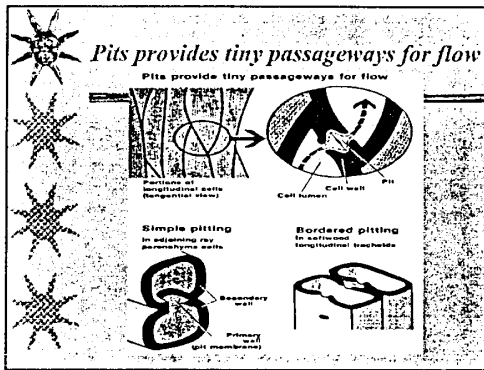 Pits provides tiny passageways for flow
Pits provide tiny passageways for flow
Portions of
longitudinal cells
(tangential view)
Cell lumen
Cell wall
Pit
Simple pitting
In adjoining ray
parenchyma cells
Secondary
wall
Primary
wall
(pit membrane)
Bordered pitting
In softwood
longitudinal tracheids